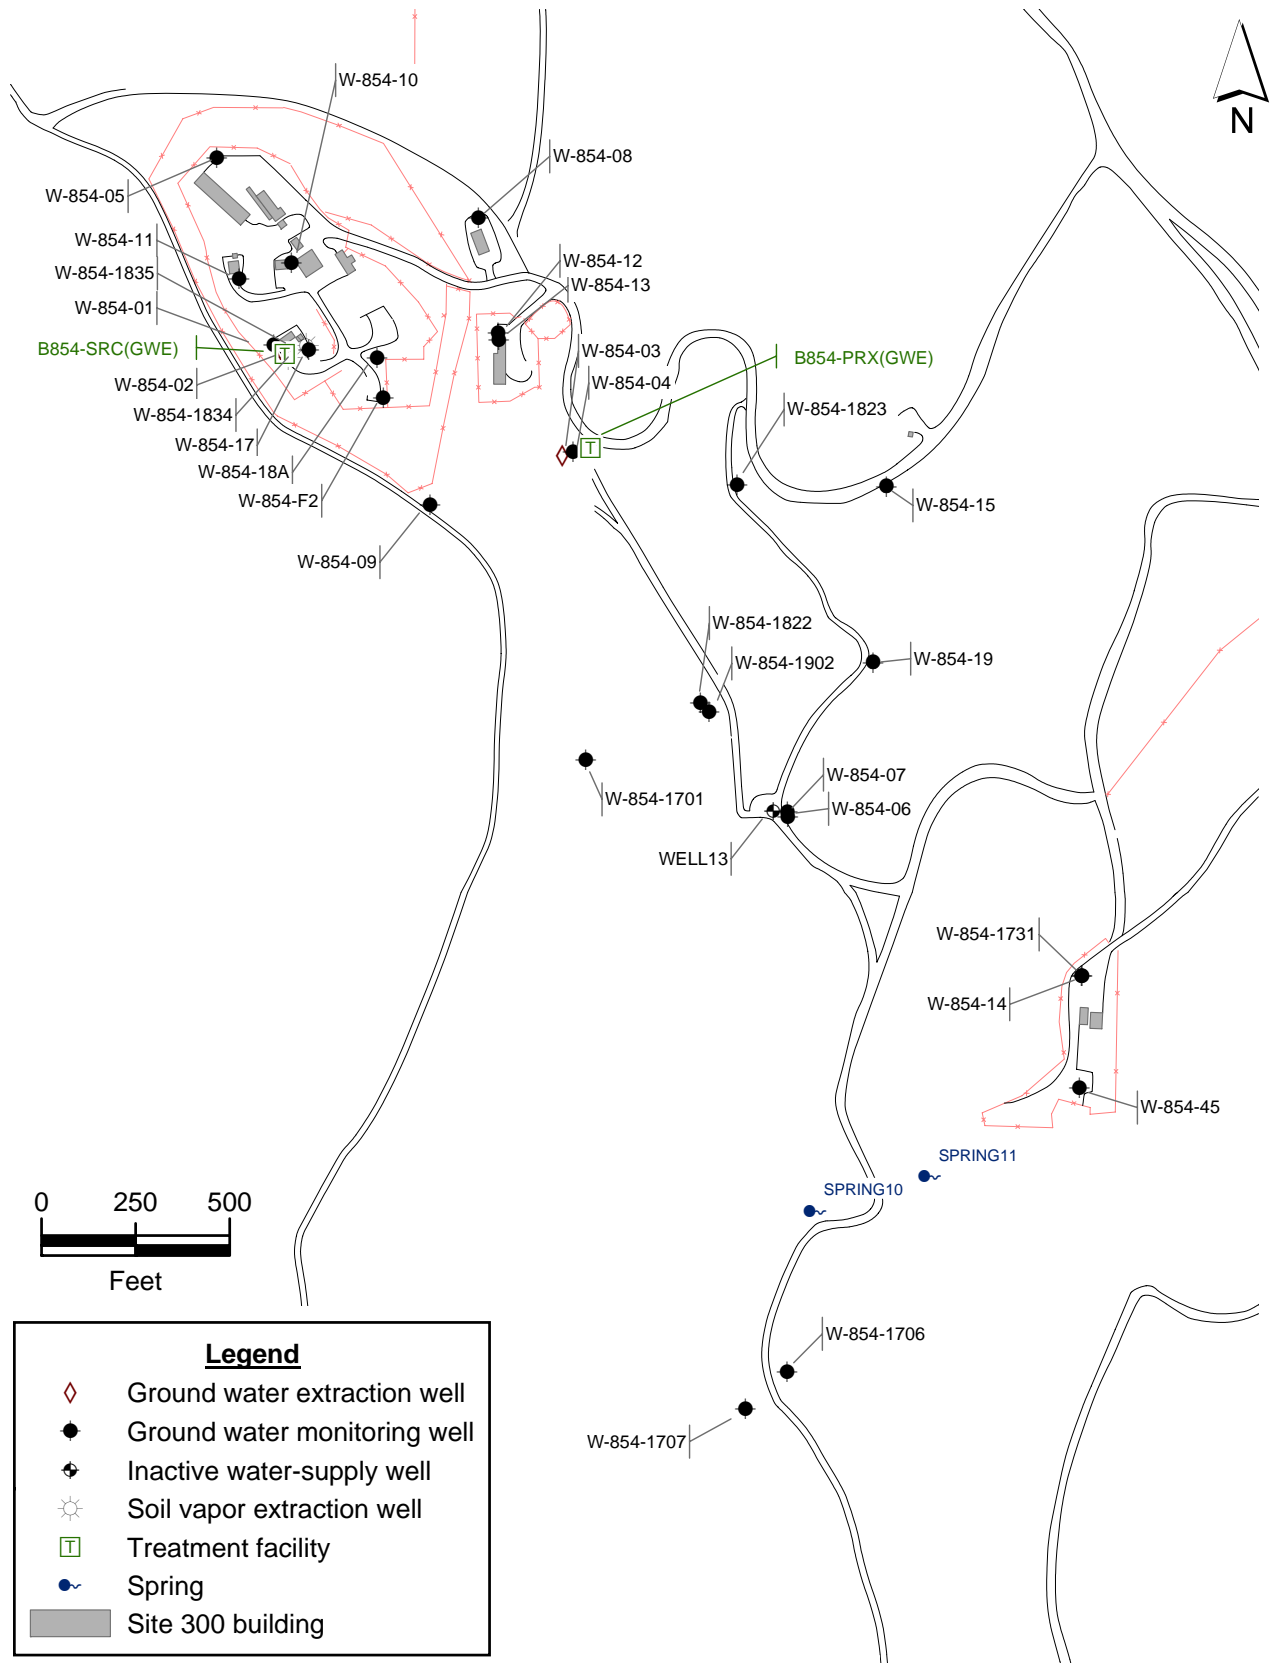 W-854-10
N
W-854-08
W-854-05
W-854-11
W-854-12
W-854-1835
W-854-13
W-854-01
B854-SRC(GWE)
W-854-03
B854-PRX(GWE)
T
W-854-02
W-854-04
W-854-1834
W-854-1823
W-854-17
T
W-854-18A
W-854-F2
W-854-15
W-854-09
W-854-1822
W-854-1902
W-854-19
W-854-07
W-854-1701
W-854-06
WELL13
W-854-1731
W-854-14
W-854-45
SPRING11
SPRING10
0 250 500
Feet
W-854-1706
W-854-1707
Legend
Ground water extraction well
Ground water monitoring well
Inactive water-supply well
Soil vapor extraction well
T Treatment facility
Spring
Site 300 building